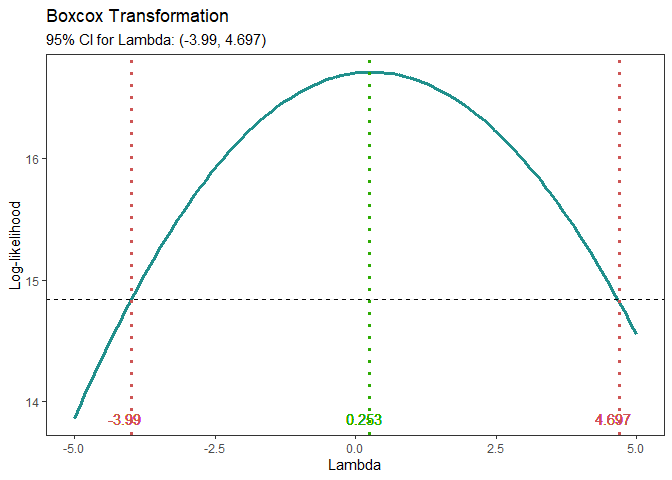 Boxcox Transformation
95% CI for Lambda: (-3.99, 4.697)
16
15
14
Log-likelihood
-3.99
0.253
4.697
-5.0
-2.5
0.0
2.5
5.0
Lambda